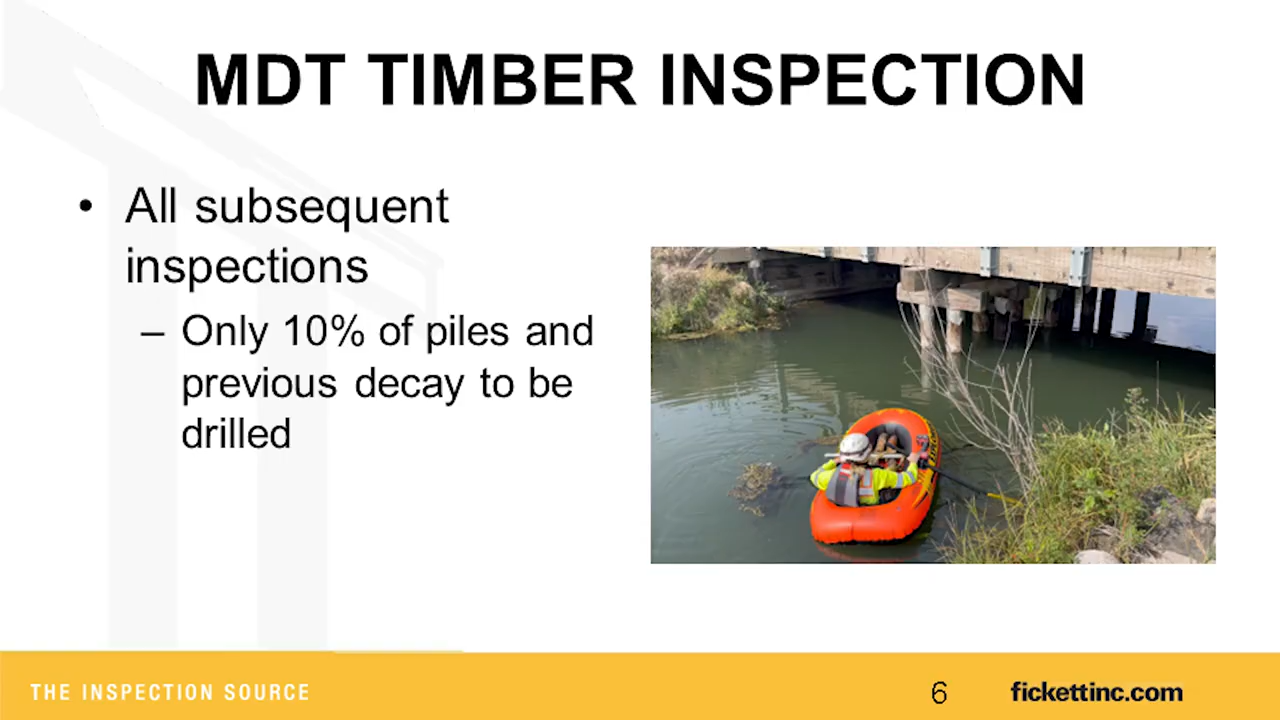 MDT TIMBER INSPECTION
• All subsequent
inspections
– Only 10% of piles and
previous decay to be
drilled
THE INSPECTION SOURCE
6
fickettinc.com